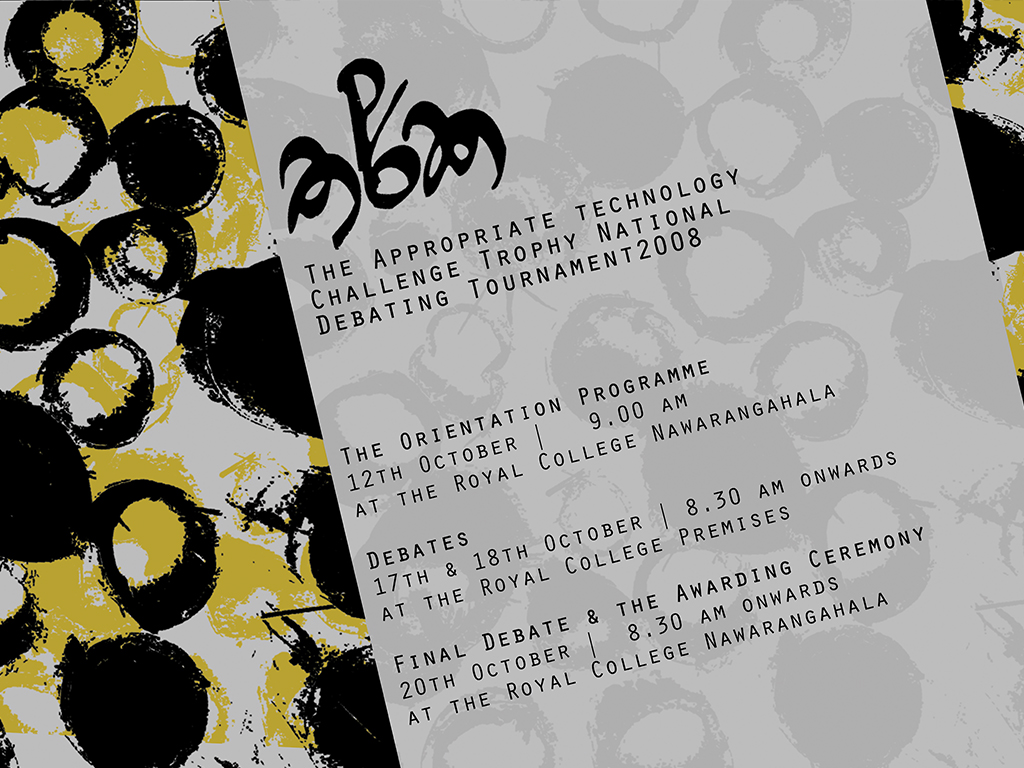 තර්ක
The Appropriate technology
Challenge Trophy National
Debating Tournament2008
The Orientation Programme
12th October | 9.00 am
at the Royal College Nawarangahala
Debates
17th & 18th October | 8.30 am onwards
at the Royal College Premises
Final Debate & the Awarding Ceremony
20th October | 8.30 am onwards
at the Royal College Nawarangahala